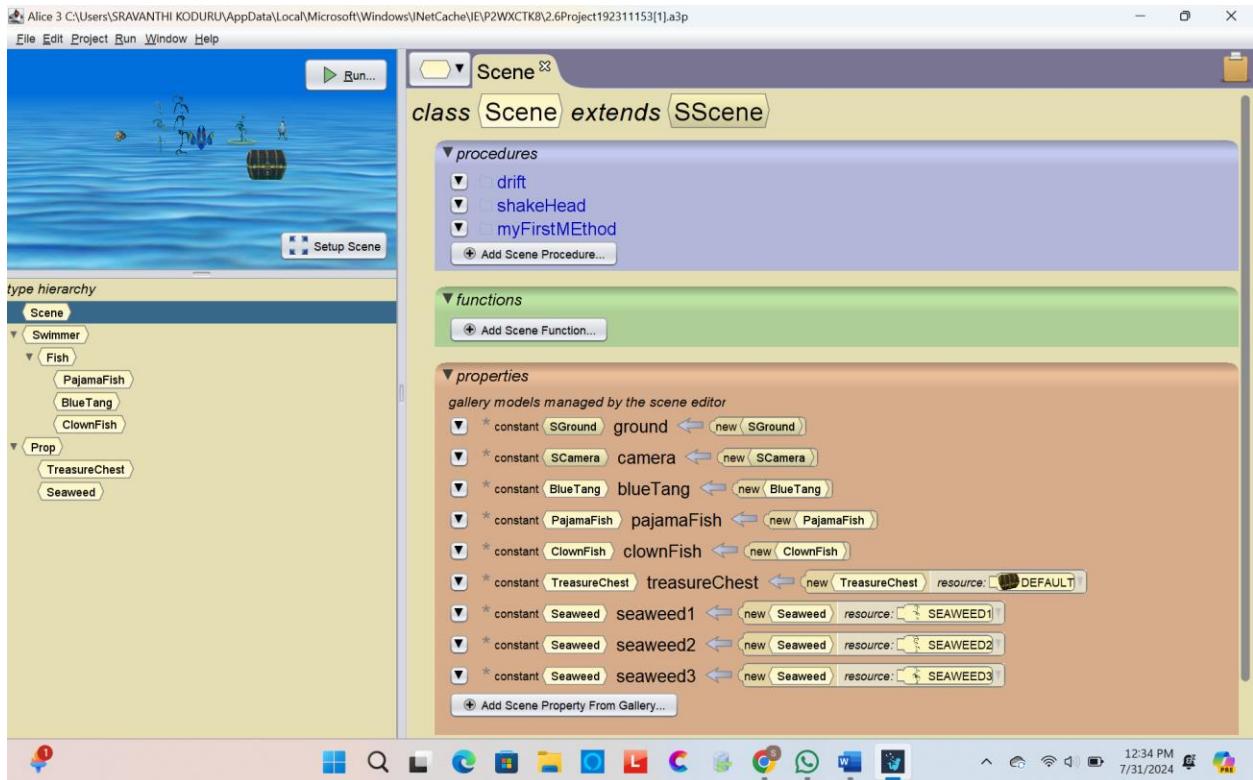 Alice 3 C:\Users\SRAVANTHI KODURU\AppData\Local\Microsoft\Windows\INetCache\IE\P2WXCTK8\2.6Project192311153[1].a3p
File Edit Project Run Window Help
Run...
Setup Scene
type hierarchy
Scene
Swimmer
Fish
PajamaFish
BlueTang
ClownFish
Prop
TreasureChest
Seaweed
Scene
class Scene extends SScene
procedures
drift
shakeHead
myFirstMEthod
Add Scene Procedure...
functions
Add Scene Function...
properties
gallery models managed by the scene editor
* constant SGround ground new SGround
* constant SCamera camera new SCamera
* constant BlueTang blueTang new BlueTang
* constant PajamaFish pajamaFish new PajamaFish
* constant ClownFish clownFish new ClownFish
* constant TreasureChest treasureChest new TreasureChest resource: DEFAULT
* constant Seaweed seaweed1 new Seaweed resource: SEAWEED1
* constant Seaweed seaweed2 new Seaweed resource: SEAWEED2
* constant Seaweed seaweed3 new Seaweed resource: SEAWEED3
Add Scene Property From Gallery...
12:34 PM
7/31/2024
PRE